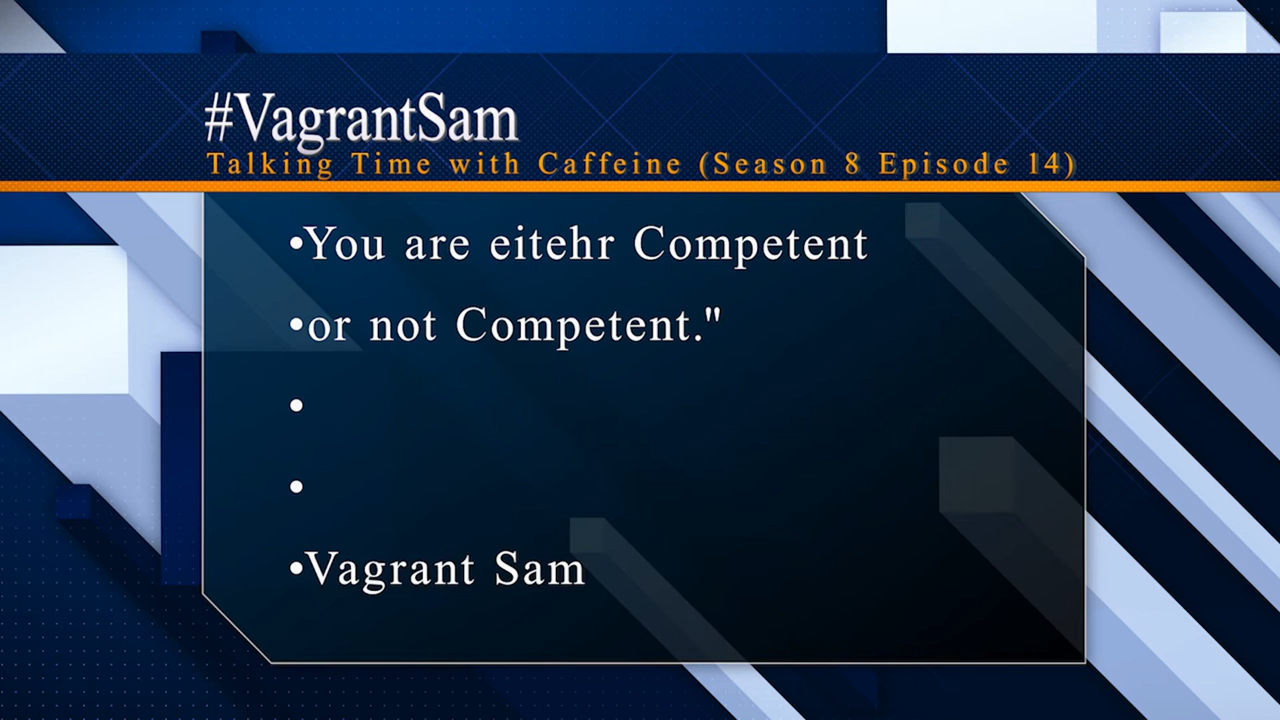 #VagrantSam
Talking Time with Caffeine (Season 8 Episode 14)
•You are eitehr Competent
•or not Competent."
•
•
•Vagrant Sam